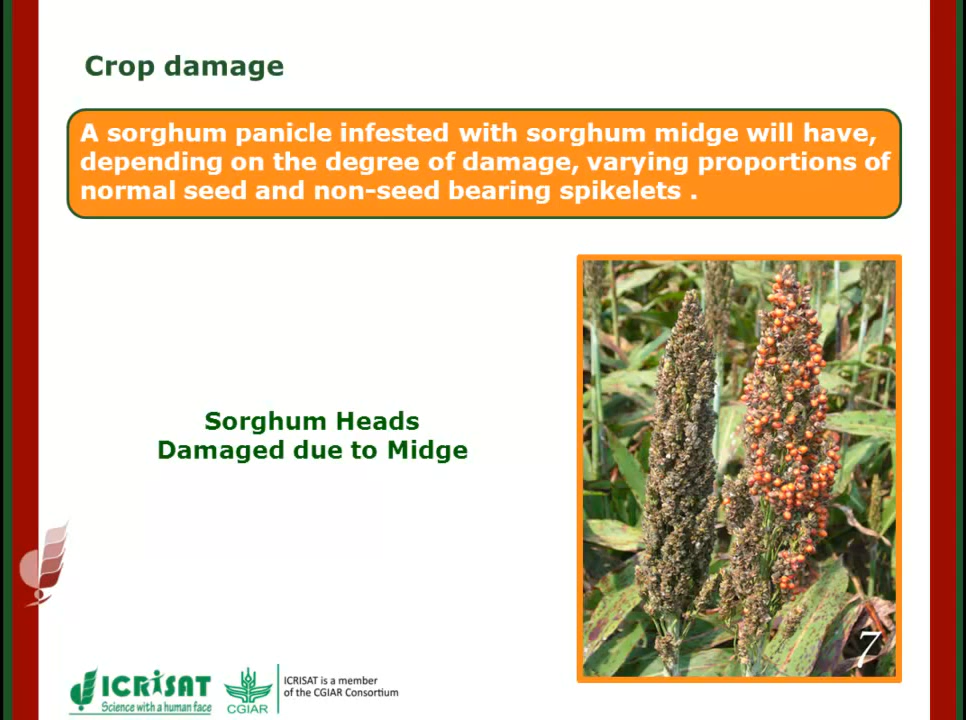 Crop damage
A sorghum panicle infested with sorghum midge will have,
depending on the degree of damage, varying proportions of
normal seed and non-seed bearing spikelets .
Sorghum Heads
Damaged due to Midge
7
ICRISAT
Science with a human face
CGIAR
ICRISAT is a member
of the CGIAR Consortium